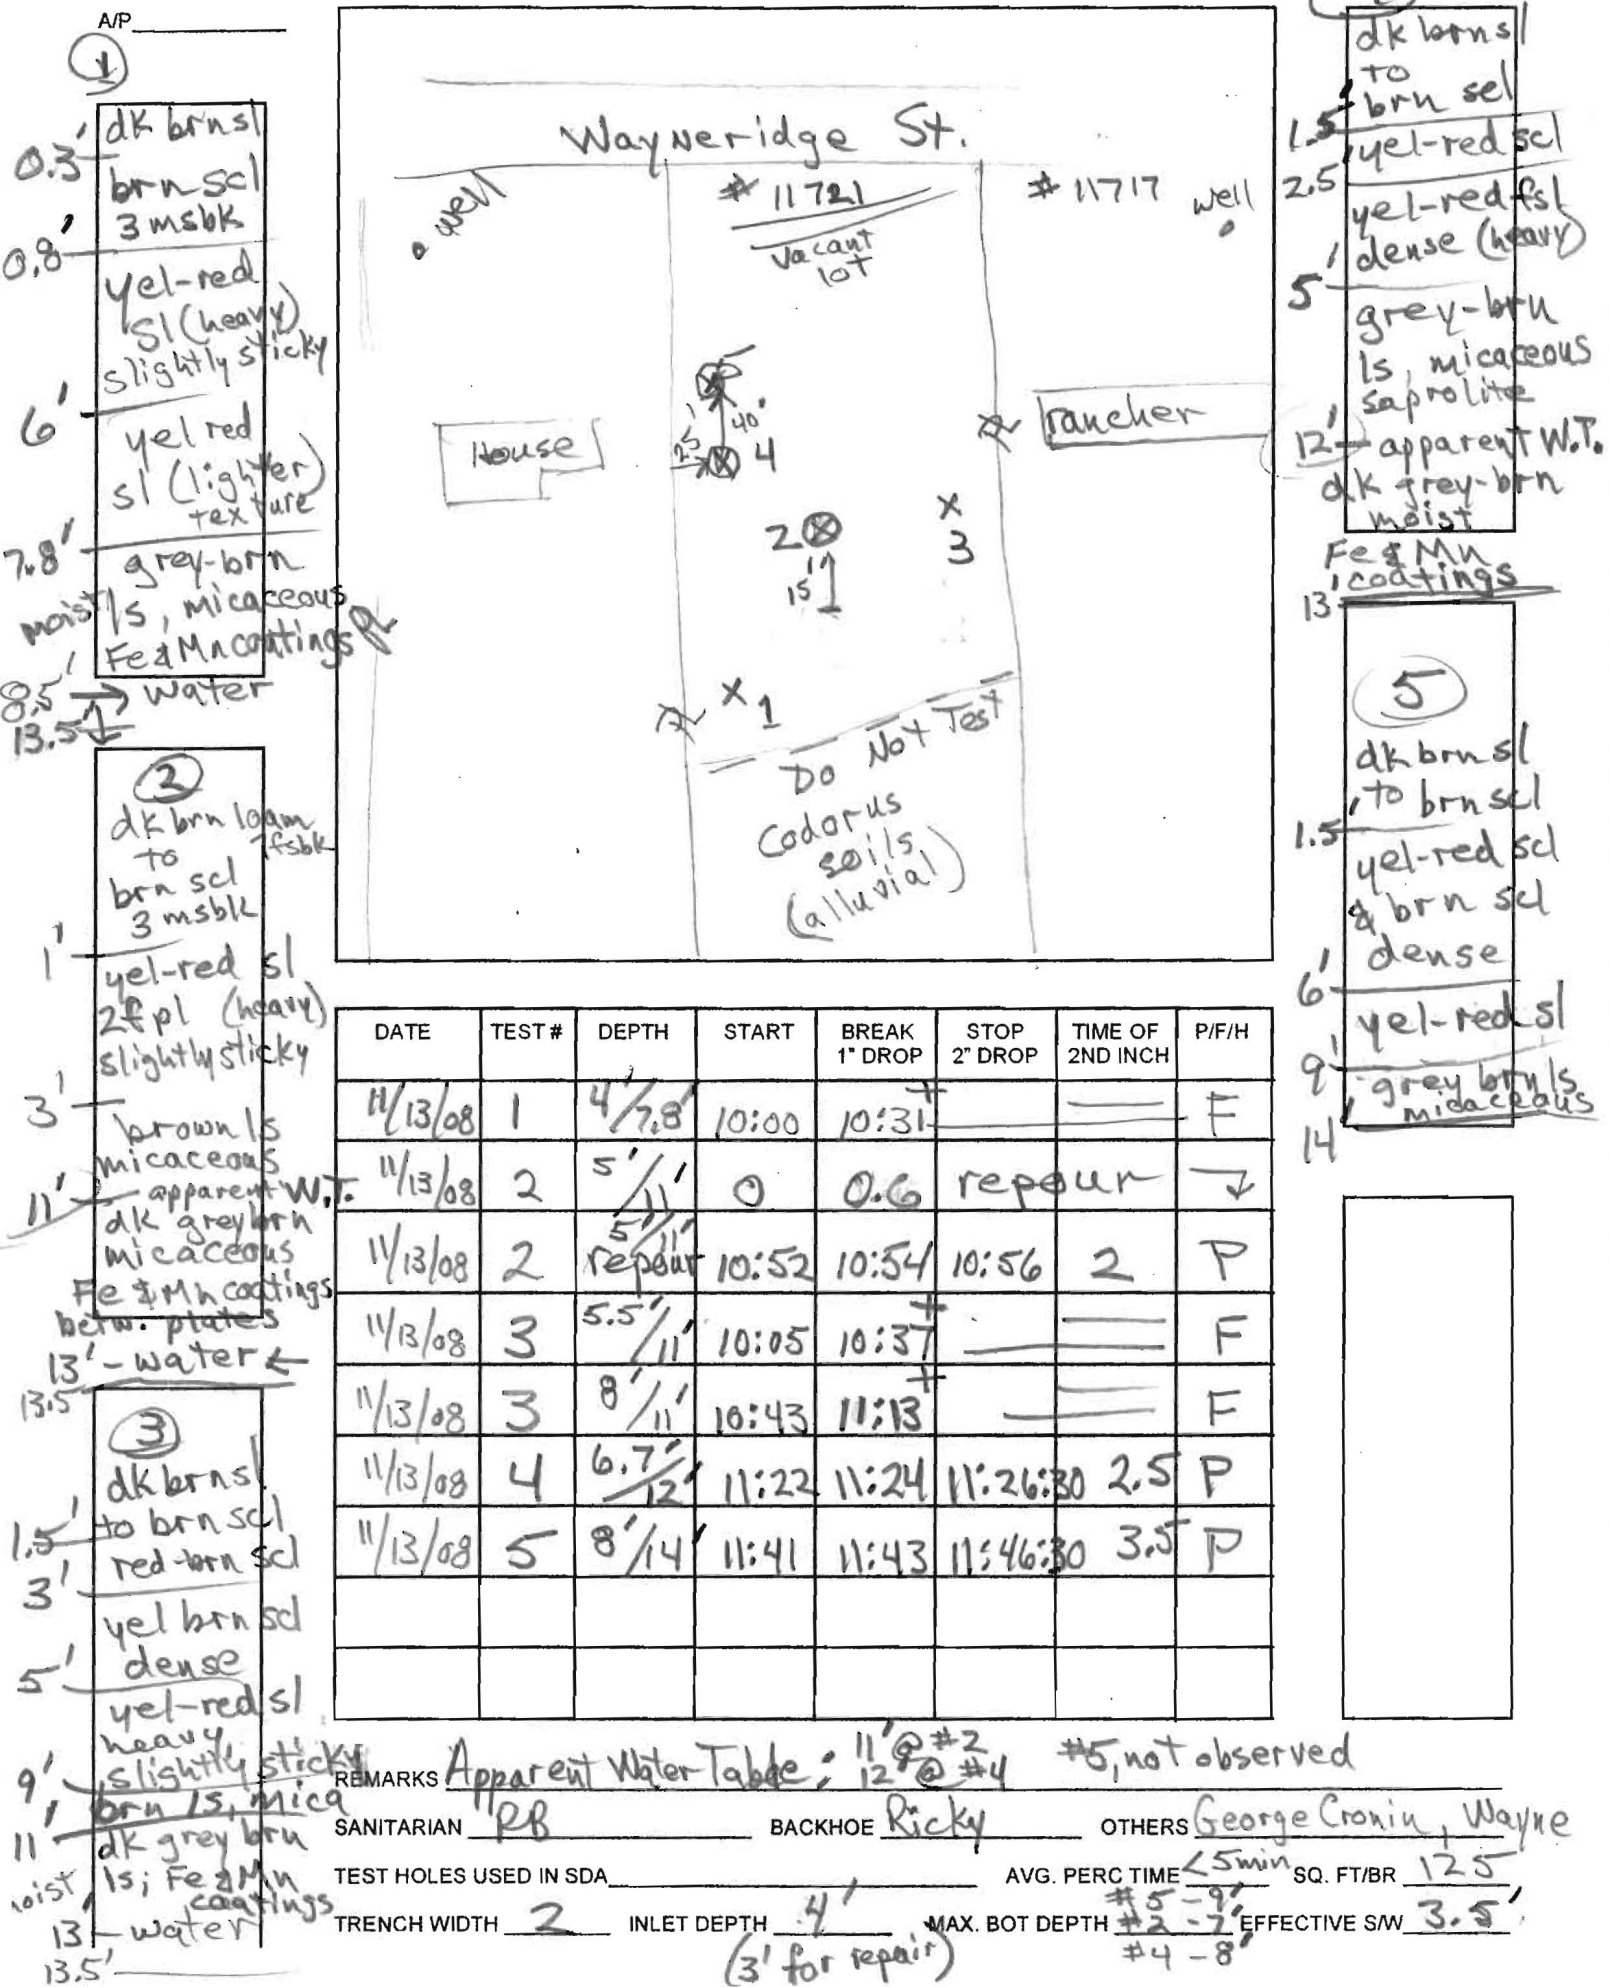 A/P
1
dk brn sl
0.3'
brn scl
3 msbk
0.8'
yel-red
sl (heavy)
slightly sticky
6'
yel red
sl (lighter)
texture
7.8'
grey-brn
moist ls, micaceous
Fe & Mn coatings
8.5' → water
13.5'
2
dk brn loam
to 1fsbk
brn scl
3 msbk
1'
yel-red sl
2fpl (heavy)
slightly sticky
3'
brown ls
micaceous
11' apparent W.T.
dk grey brn
micaceous
Fe & Mn coatings
betw. plates
13' - water ←
13.5'
3
dk brn sl
1.5' to brn scl
red-brn scl
3'
yel brn scl
dense
5'
yel-red sl
heavy,
slightly sticky
9'
brn ls, mica
11'
dk grey brn
moist ls; Fe & Mn
coatings
13' - water
13.5'
Wayneridge St.
well
# 11721
vacant
lot
# 11717
well
5
40'
25'
4
House
rancher
2
15'
x
3
x 1
Do Not Test
Codorus
soils
(alluvial)
dk brn sl
to
brn scl
1.5'
yel-red scl
2.5'
yel-red fsl
dense (heavy)
5'
grey-brn
ls, micaceous
saprolite
12' apparent W.T.
dk grey-brn
moist
Fe & Mn
coatings
13'
5
dk brn sl
to brn scl
1.5'
yel-red scl
& brn scl
dense
6'
yel-red sl
9'
grey brn ls
micaceous
14'
DATE TEST # DEPTH START BREAK 1" DROP STOP 2" DROP TIME OF 2ND INCH P/F/H
11/13/08 1 4'/7.8' 10:00 10:31+ F
11/13/08 2 5'/11' 0 0.6 repour ↓
11/13/08 2 5'/11' repour 10:52 10:54 10:56 2 P
11/13/08 3 5.5'/11' 10:05 10:37+ F
11/13/08 3 8'/11' 10:43 11:13+ F
11/13/08 4 6.7'/12' 11:22 11:24 11:26:30 2.5 P
11/13/08 5 8'/14' 11:41 11:43 11:46:30 3.5 P
REMARKS Apparent Water Table: 11' @ #2 12' @ #4 #5, not observed
SANITARIAN RB BACKHOE Ricky OTHERS George Cronin, Wayne
TEST HOLES USED IN SDA AVG. PERC TIME <5min SQ. FT/BR 125
TRENCH WIDTH 2 INLET DEPTH 4' MAX. BOT DEPTH #5 - 9' #2 - 7' #4 - 8' EFFECTIVE S/W 3.5'
(3' for repair)